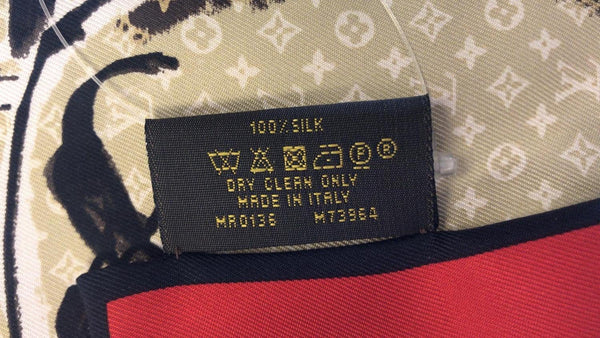 100% SILK
P ®
DRY CLEAN ONLY
MADE IN ITALY
MR0136 M73964